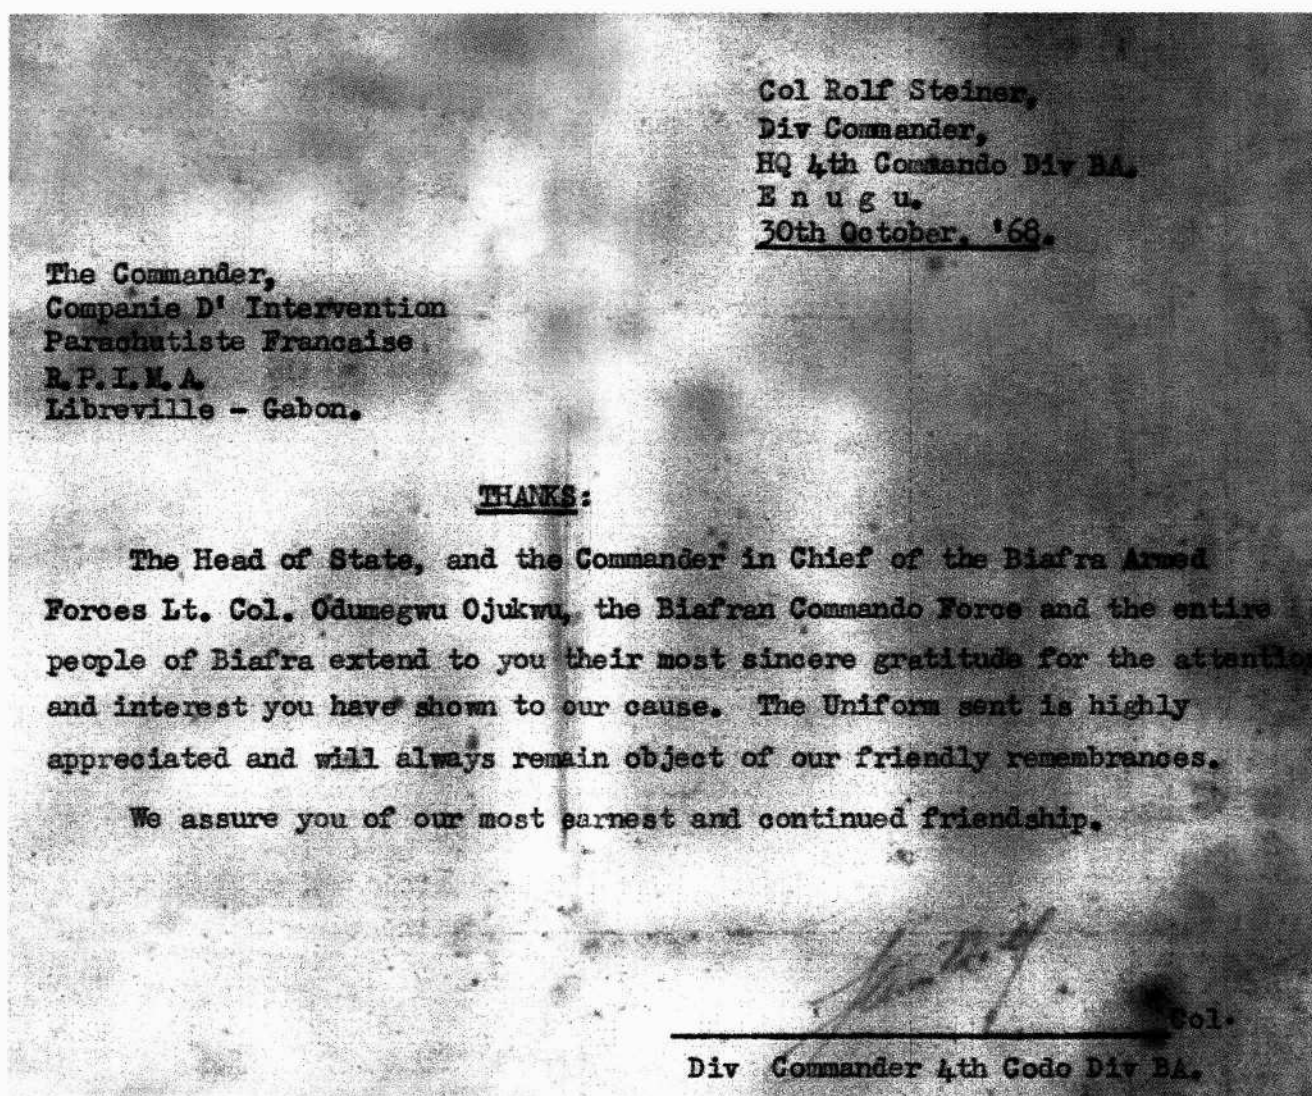 Col Rolf Steiner,
Div Commander,
HQ 4th Commando Div BA.
E n u g u.
30th October. '68.
The Commander,
Companie D' Intervention
Parachutiste Francaise
R.P.I.M.A.
Libreville - Gabon.
THANKS:
The Head of State, and the Commander in Chief of the Biafra Armed
Forces Lt. Col. Odumegwu Ojukwu, the Biafran Commando Force and the entire
people of Biafra extend to you their most sincere gratitude for the attention
and interest you have shown to our cause. The Uniform sent is highly
appreciated and will always remain object of our friendly remembrances.
We assure you of our most earnest and continued friendship.
Col.
Div Commander 4th Codo Div BA.